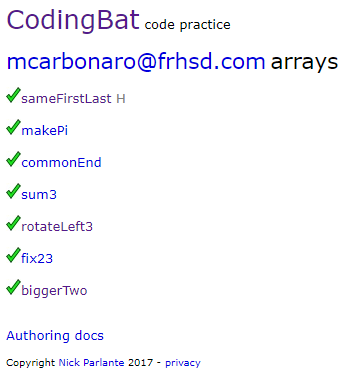 CodingBat code practice
mcarbonaro@frhsd.com arrays
sameFirstLast H
makePi
commonEnd
sum3
rotateLeft3
fix23
biggerTwo
Authoring docs
Copyright Nick Parlante 2017 - privacy